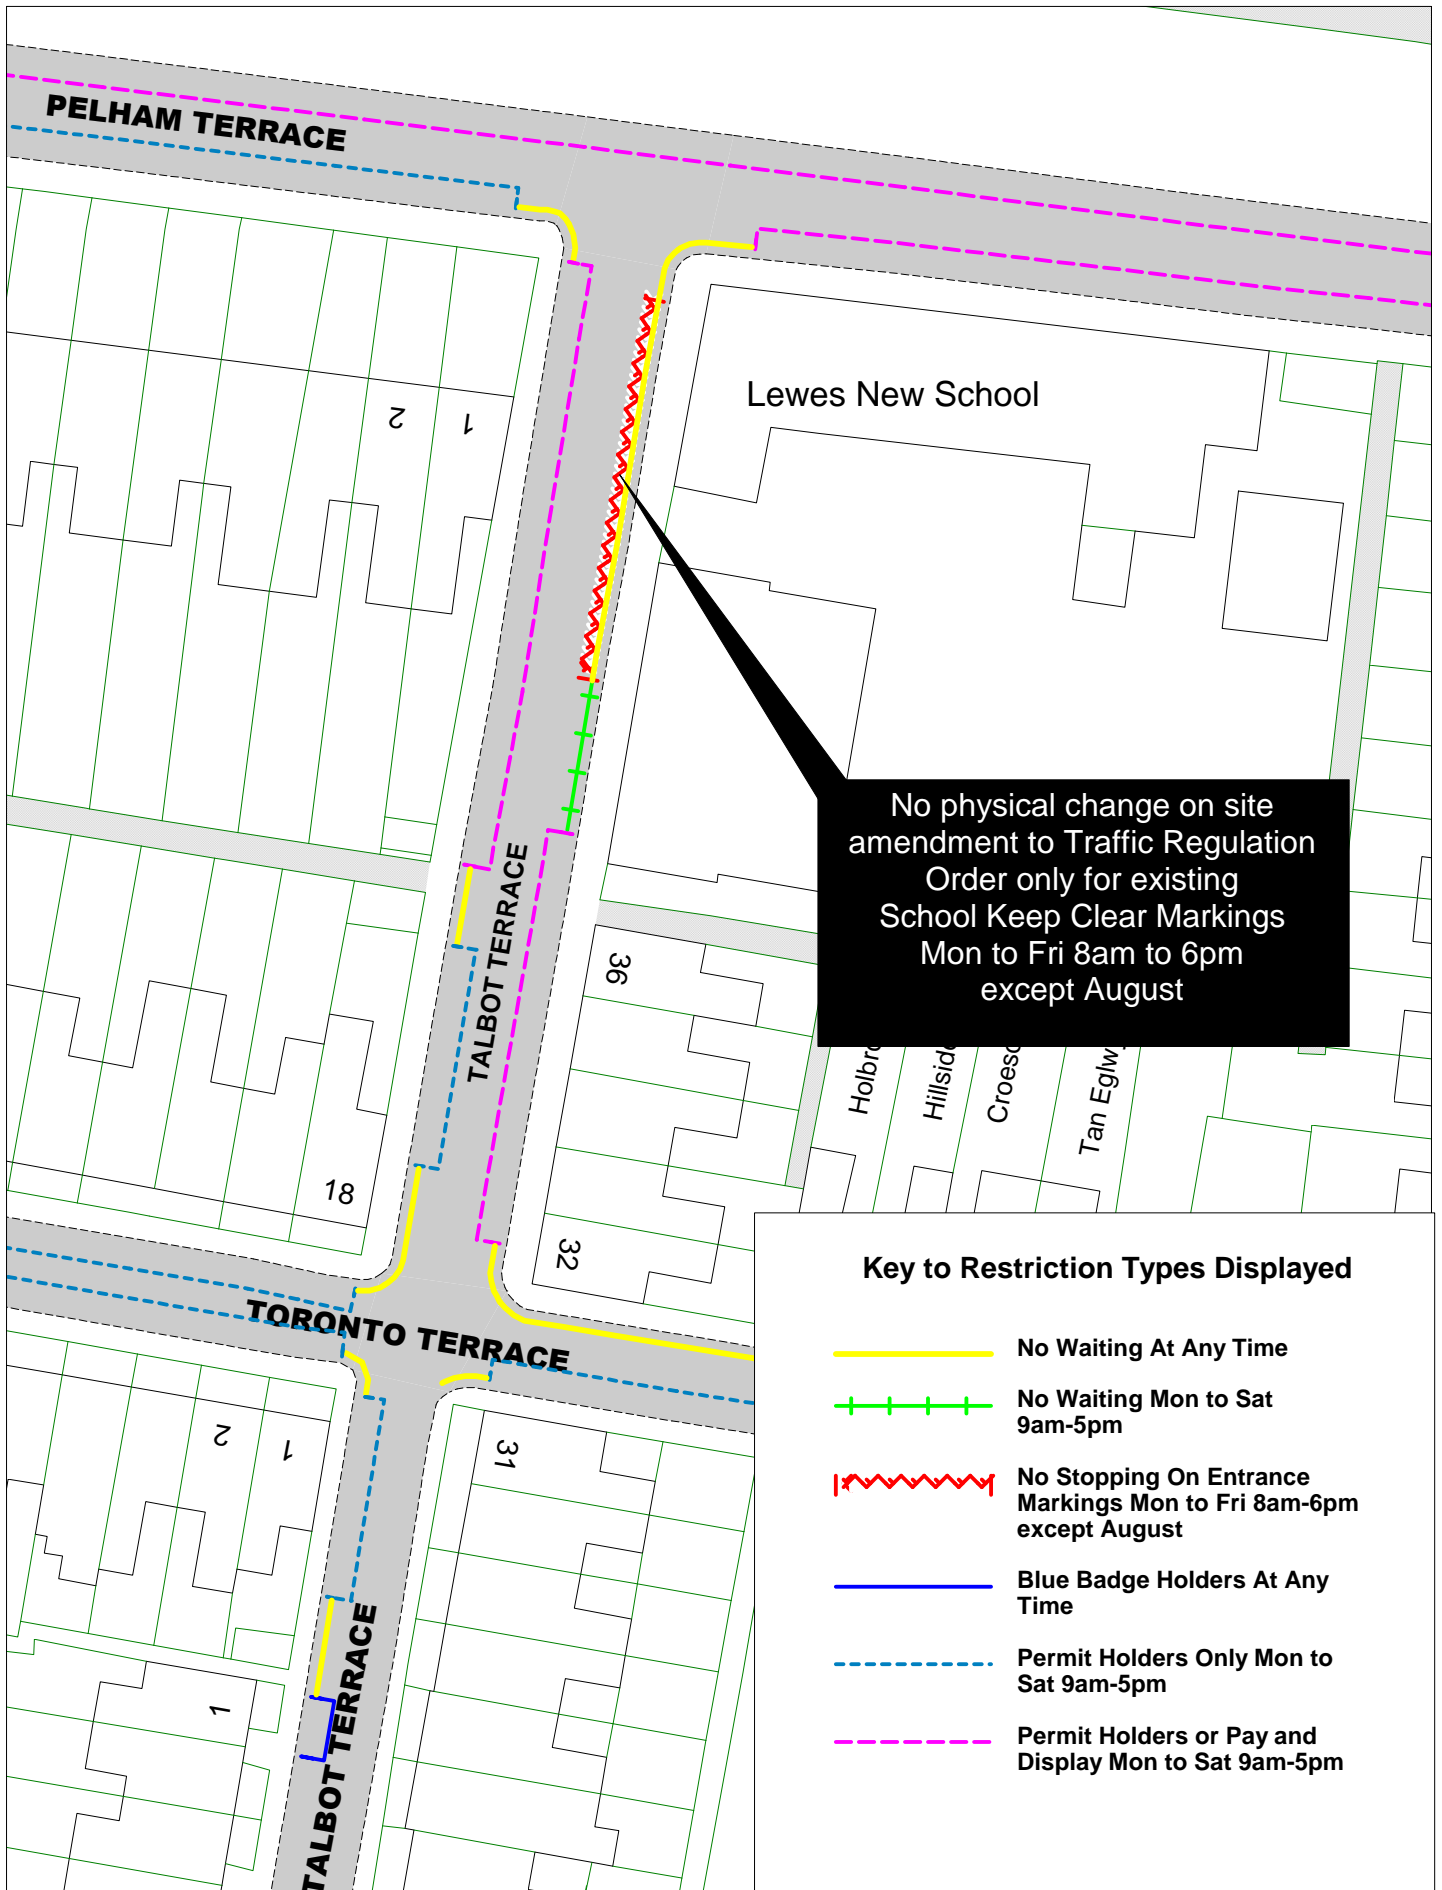 PELHAM TERRACE
Lewes New School
2
1
No physical change on site
amendment to Traffic Regulation
Order only for existing
School Keep Clear Markings
Mon to Fri 8am to 6pm
except August
TALBOT TERRACE
36
Hillside
18
32
TORONTO TERRACE
2
1
31
1
TALBOT TERRACE
Key to Restriction Types Displayed
No Waiting At Any Time
No Waiting Mon to Sat
9am-5pm
No Stopping On Entrance
Markings Mon to Fri 8am-6pm
except August
Blue Badge Holders At Any
Time
Permit Holders Only Mon to
Sat 9am-5pm
Permit Holders or Pay and
Display Mon to Sat 9am-5pm